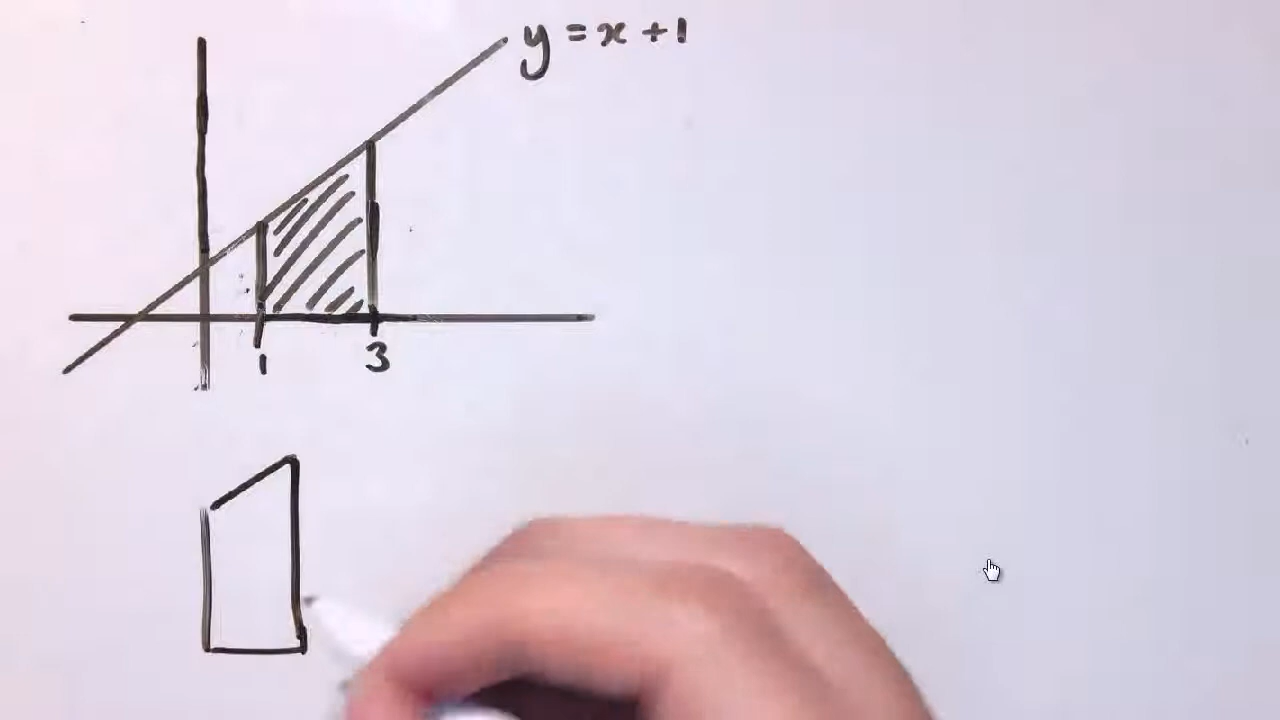 y = x + 1
1
3